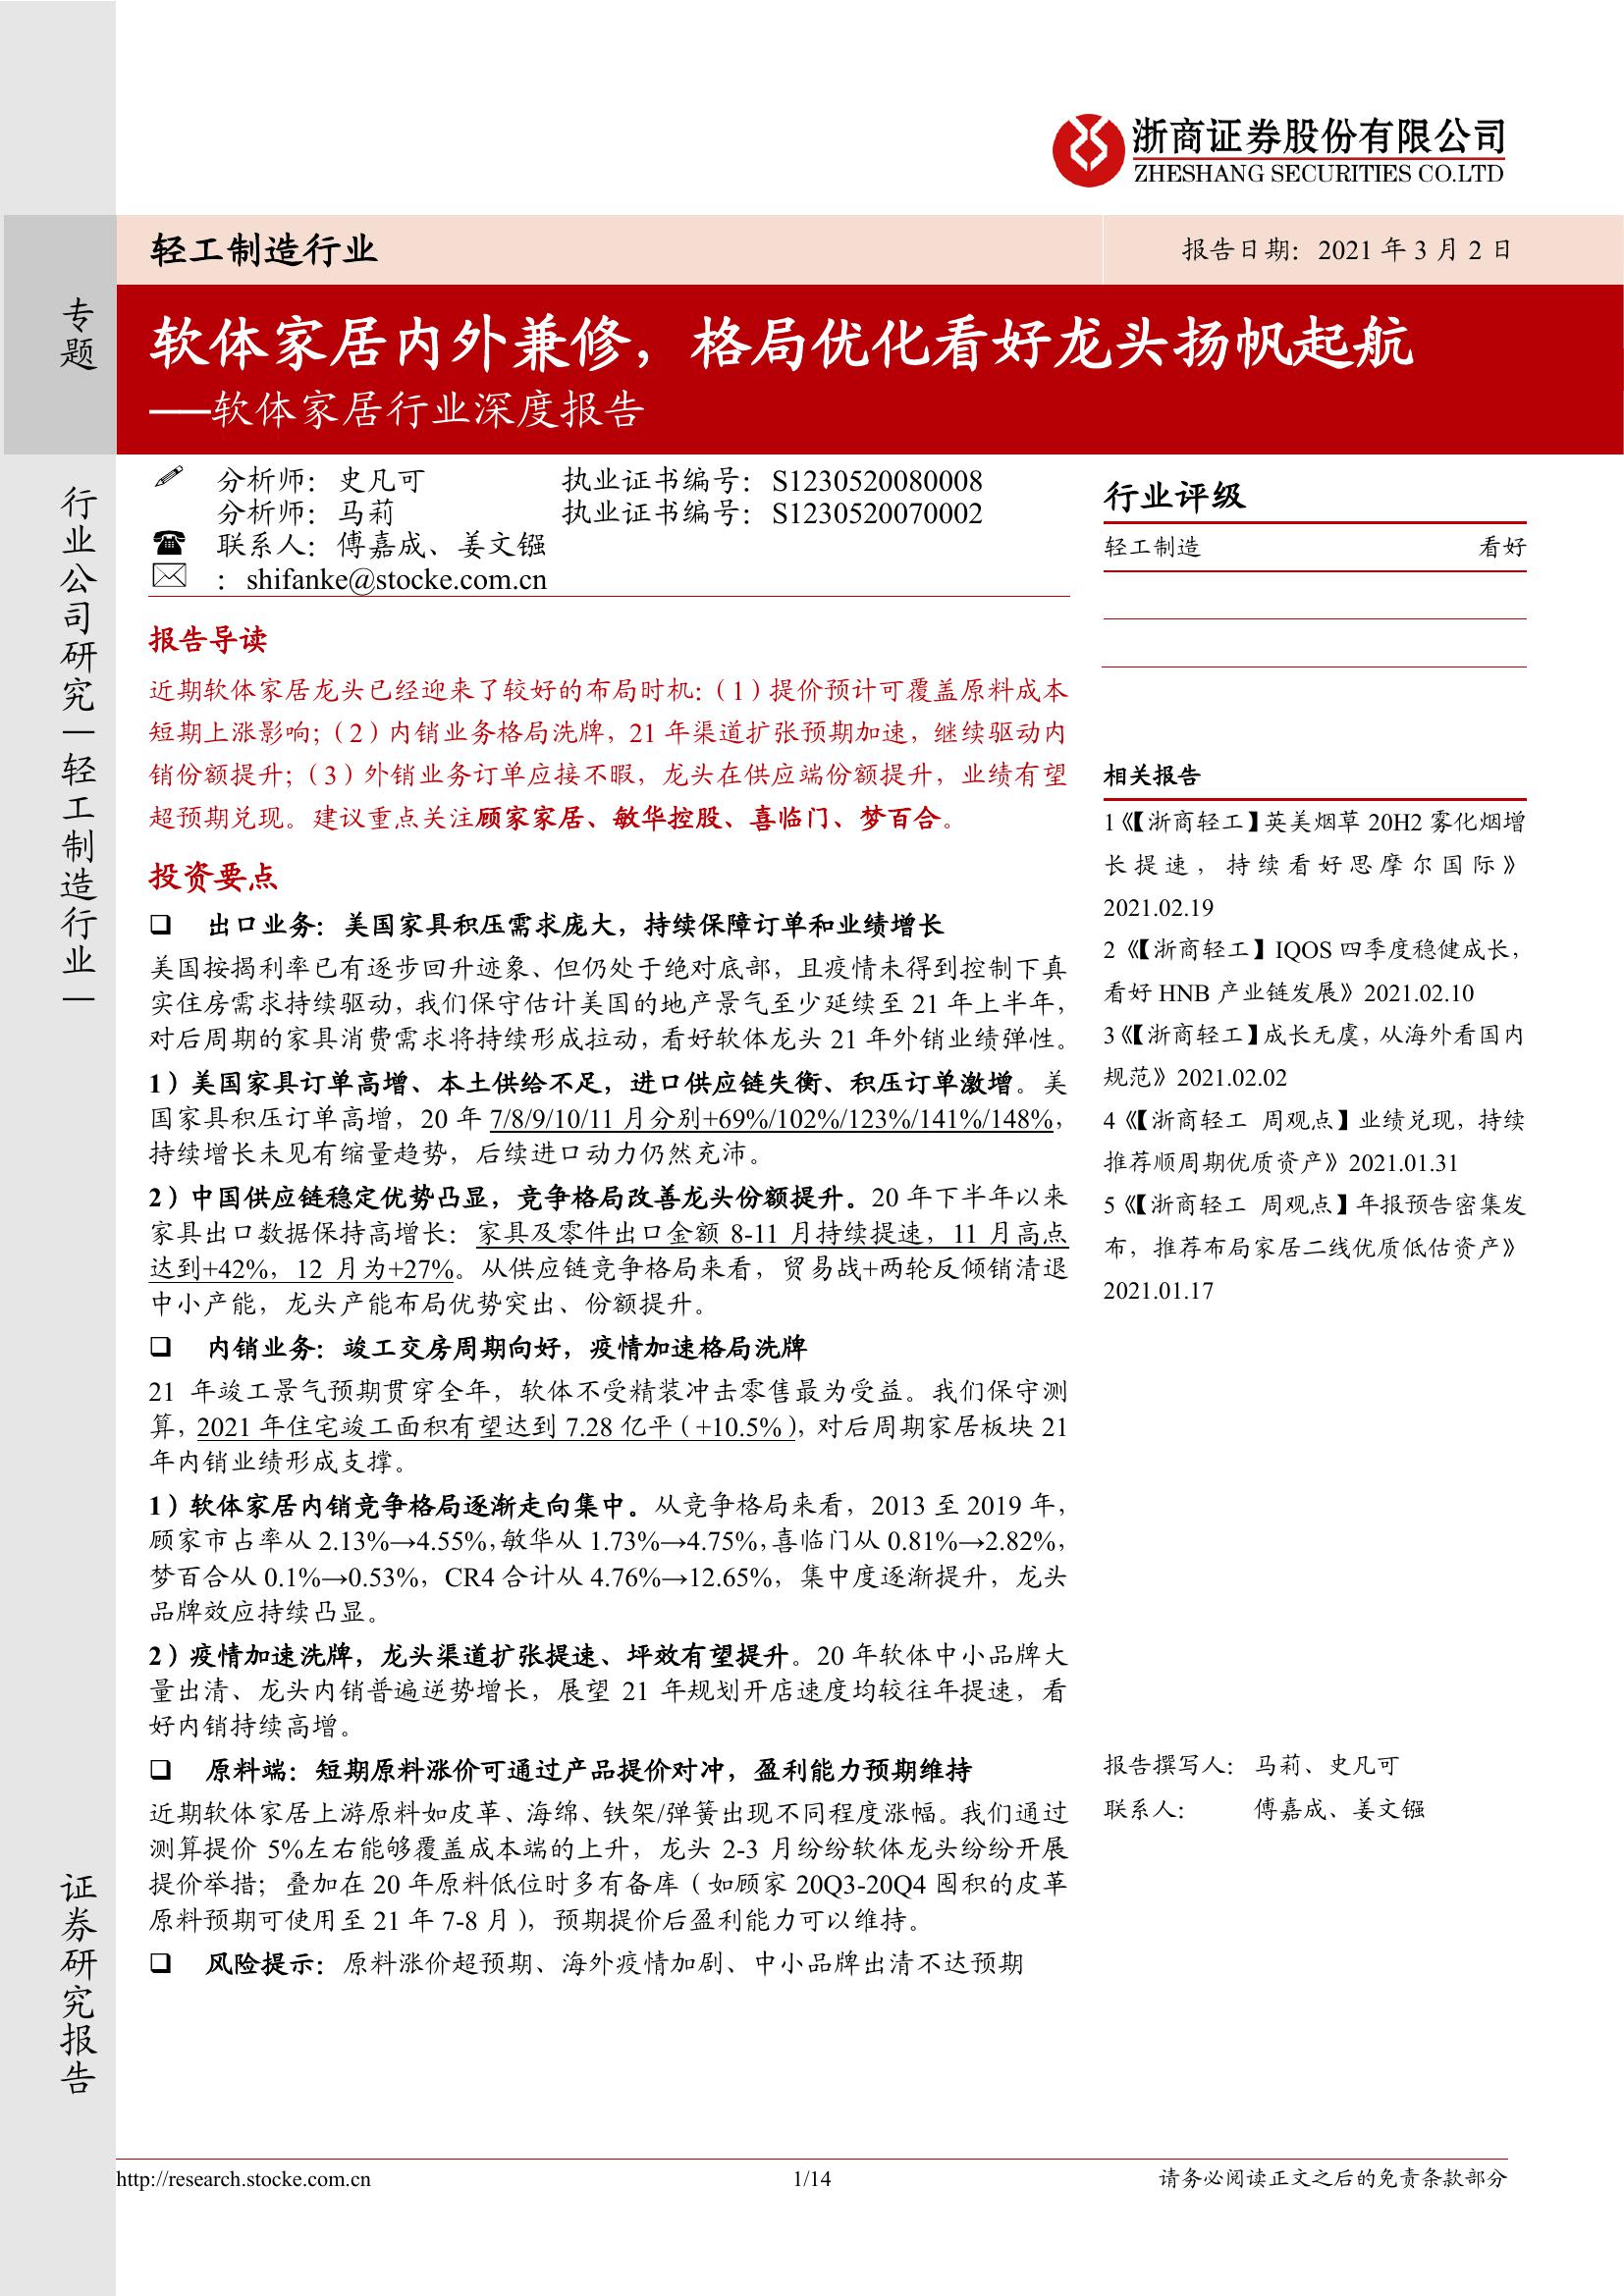 浙商证券股份有限公司
ZHESHANG SECURITIES CO.LTD
轻工制造行业
报告日期：2021 年 3 月 2 日
专题
软体家居内外兼修，格局优化看好龙头扬帆起航
——软体家居行业深度报告
行业公司研究｜轻工制造行业｜
证券研究报告
分析师：史凡可 执业证书编号：S1230520080008
分析师：马莉 执业证书编号：S1230520070002
联系人：傅嘉成、姜文镪
：shifanke@stocke.com.cn
报告导读
近期软体家居龙头已经迎来了较好的布局时机：（1）提价预计可覆盖原料成本
短期上涨影响；（2）内销业务格局洗牌，21 年渠道扩张预期加速，继续驱动内
销份额提升；（3）外销业务订单应接不暇，龙头在供应端份额提升，业绩有望
超预期兑现。建议重点关注顾家家居、敏华控股、喜临门、梦百合。
投资要点
❑ 出口业务：美国家具积压需求庞大，持续保障订单和业绩增长
美国按揭利率已有逐步回升迹象、但仍处于绝对底部，且疫情未得到控制下真
实住房需求持续驱动，我们保守估计美国的地产景气至少延续至 21 年上半年，
对后周期的家具消费需求将持续形成拉动，看好软体龙头 21 年外销业绩弹性。
1）美国家具订单高增、本土供给不足，进口供应链失衡、积压订单激增。美
国家具积压订单高增，20 年 7/8/9/10/11 月分别+69%/102%/123%/141%/148%，
持续增长未见有缩量趋势，后续进口动力仍然充沛。
2）中国供应链稳定优势凸显，竞争格局改善龙头份额提升。20 年下半年以来
家具出口数据保持高增长：家具及零件出口金额 8-11 月持续提速，11 月高点
达到+42%，12 月为+27%。从供应链竞争格局来看，贸易战+两轮反倾销清退
中小产能，龙头产能布局优势突出、份额提升。
❑ 内销业务：竣工交房周期向好，疫情加速格局洗牌
21 年竣工景气预期贯穿全年，软体不受精装冲击零售最为受益。我们保守测
算，2021 年住宅竣工面积有望达到 7.28 亿平（+10.5%），对后周期家居板块 21
年内销业绩形成支撑。
1）软体家居内销竞争格局逐渐走向集中。从竞争格局来看，2013 至 2019 年，
顾家市占率从 2.13%→4.55%，敏华从 1.73%→4.75%，喜临门从 0.81%→2.82%，
梦百合从 0.1%→0.53%，CR4 合计从 4.76%→12.65%，集中度逐渐提升，龙头
品牌效应持续凸显。
2）疫情加速洗牌，龙头渠道扩张提速、坪效有望提升。20 年软体中小品牌大
量出清、龙头内销普遍逆势增长，展望 21 年规划开店速度均较往年提速，看
好内销持续高增。
❑ 原料端：短期原料涨价可通过产品提价对冲，盈利能力预期维持
近期软体家居上游原料如皮革、海绵、铁架/弹簧出现不同程度涨幅。我们通过
测算提价 5%左右能够覆盖成本端的上升，龙头 2-3 月纷纷软体龙头纷纷开展
提价举措；叠加在 20 年原料低位时多有备库（如顾家 20Q3-20Q4 囤积的皮革
原料预期可使用至 21 年 7-8 月），预期提价后盈利能力可以维持。
❑ 风险提示：原料涨价超预期、海外疫情加剧、中小品牌出清不达预期
行业评级
轻工制造 看好
相关报告
1《【浙商轻工】英美烟草 20H2 雾化烟增
长提速，持续看好思摩尔国际》
2021.02.19
2《【浙商轻工】IQOS 四季度稳健成长，
看好 HNB 产业链发展》2021.02.10
3《【浙商轻工】成长无虞，从海外看国内
规范》2021.02.02
4《【浙商轻工 周观点】业绩兑现，持续
推荐顺周期优质资产》2021.01.31
5《【浙商轻工 周观点】年报预告密集发
布，推荐布局家居二线优质低估资产》
2021.01.17
报告撰写人： 马莉、史凡可
联系人： 傅嘉成、姜文镪
http://research.stocke.com.cn
1/14
请务必阅读正文之后的免责条款部分